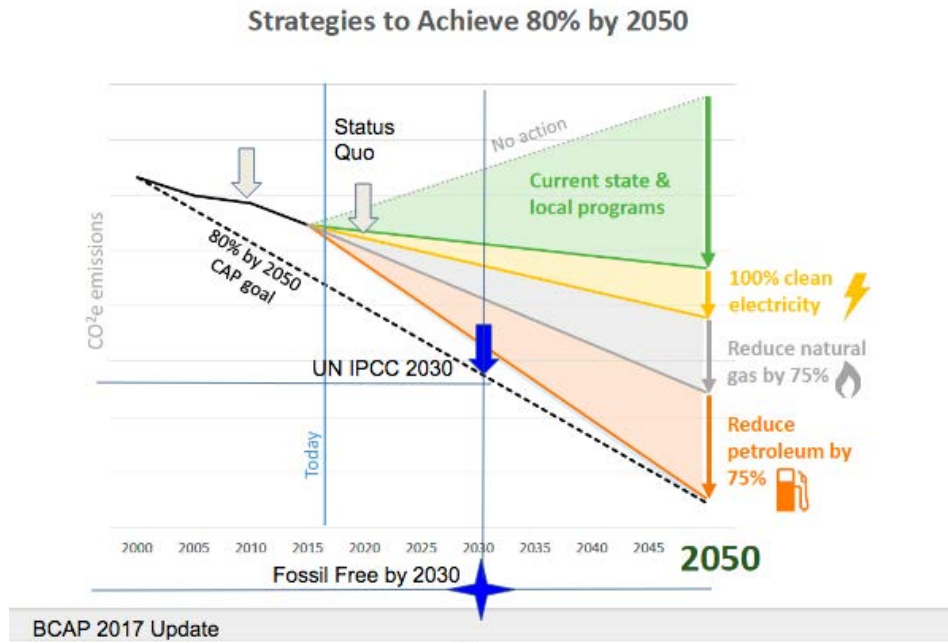 Strategies to Achieve 80% by 2050
Status
Quo
No action
Current state &
local programs
CO²e emissions
80% by 2050
CAP goal
100% clean
electricity
UN IPCC 2030
Reduce natural
gas by 75%
Today
Reduce
petroleum by
75%
2000 2005 2010 2015 2020 2025 2030 2035 2040 2045 2050
Fossil Free by 2030
BCAP 2017 Update